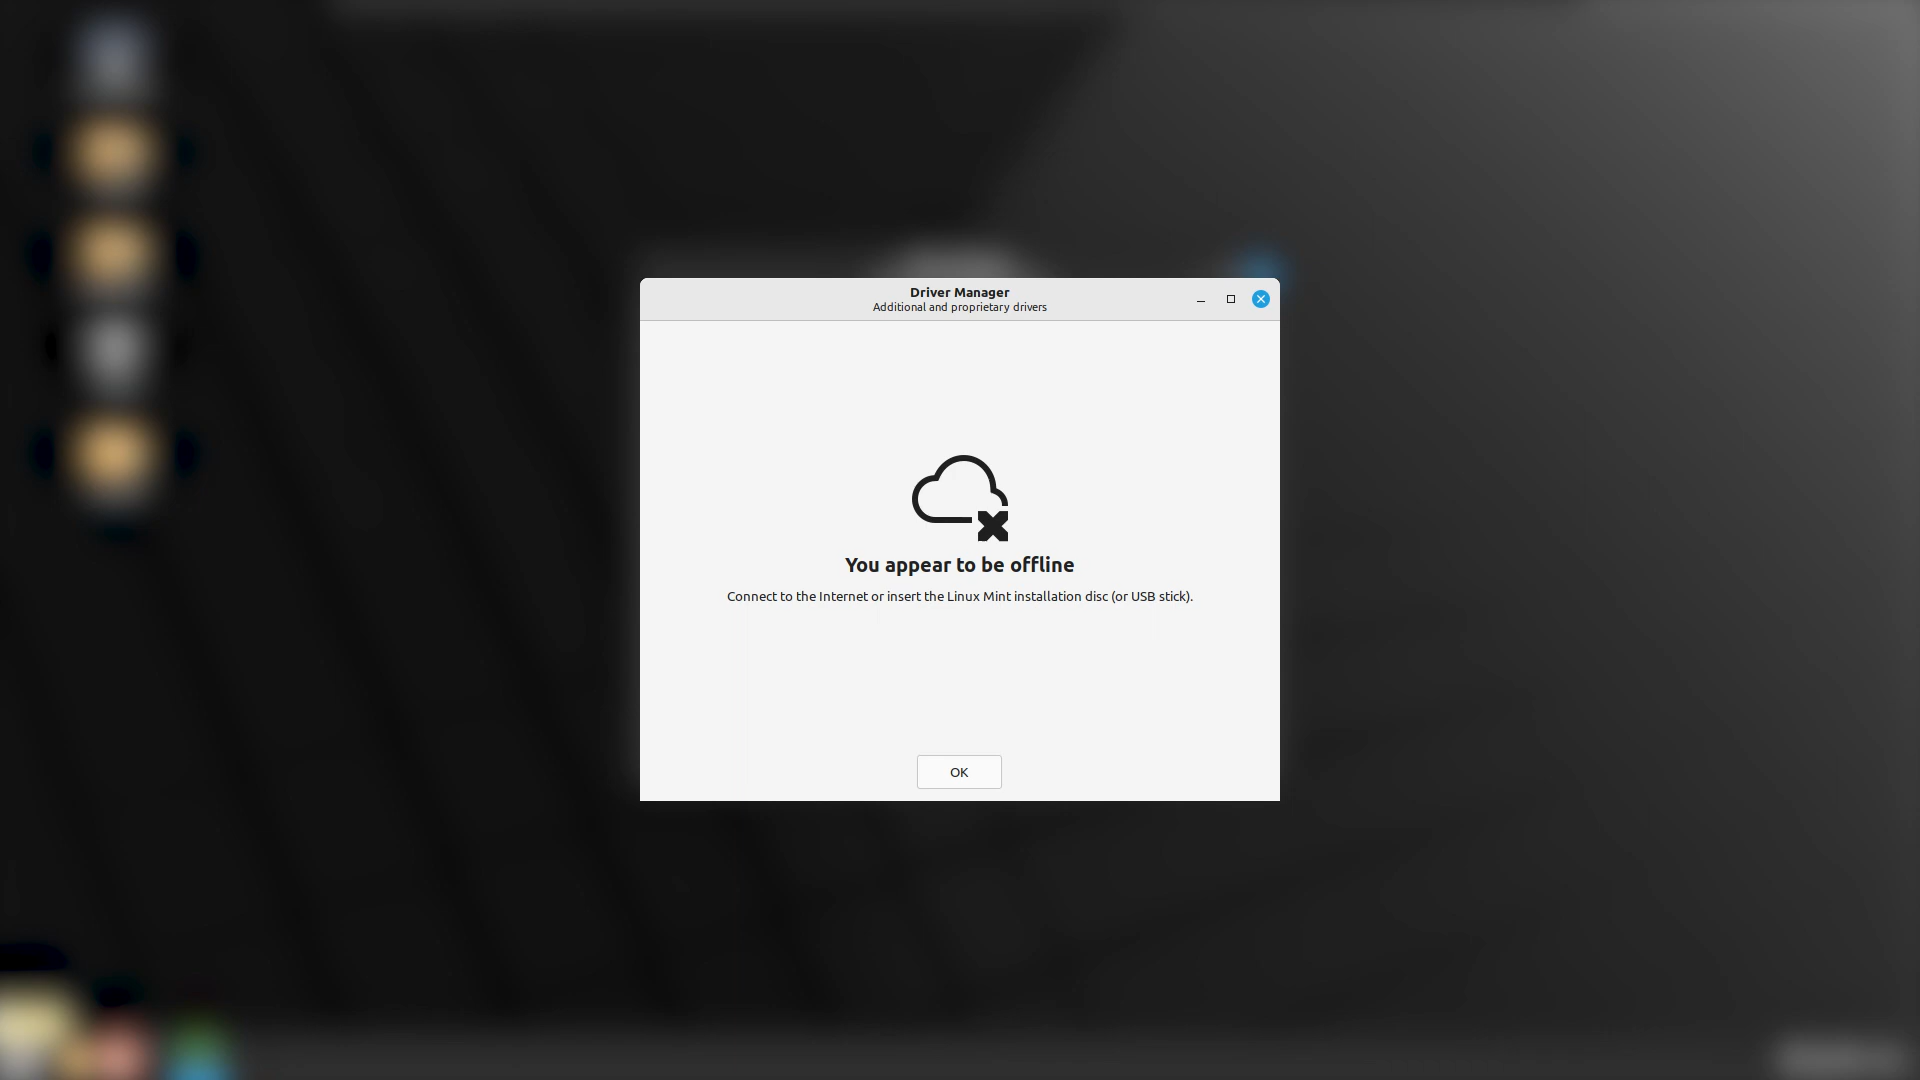 Driver Manager
Additional and proprietary drivers
You appear to be offline
Connect to the Internet or insert the Linux Mint installation disc (or USB stick).
OK